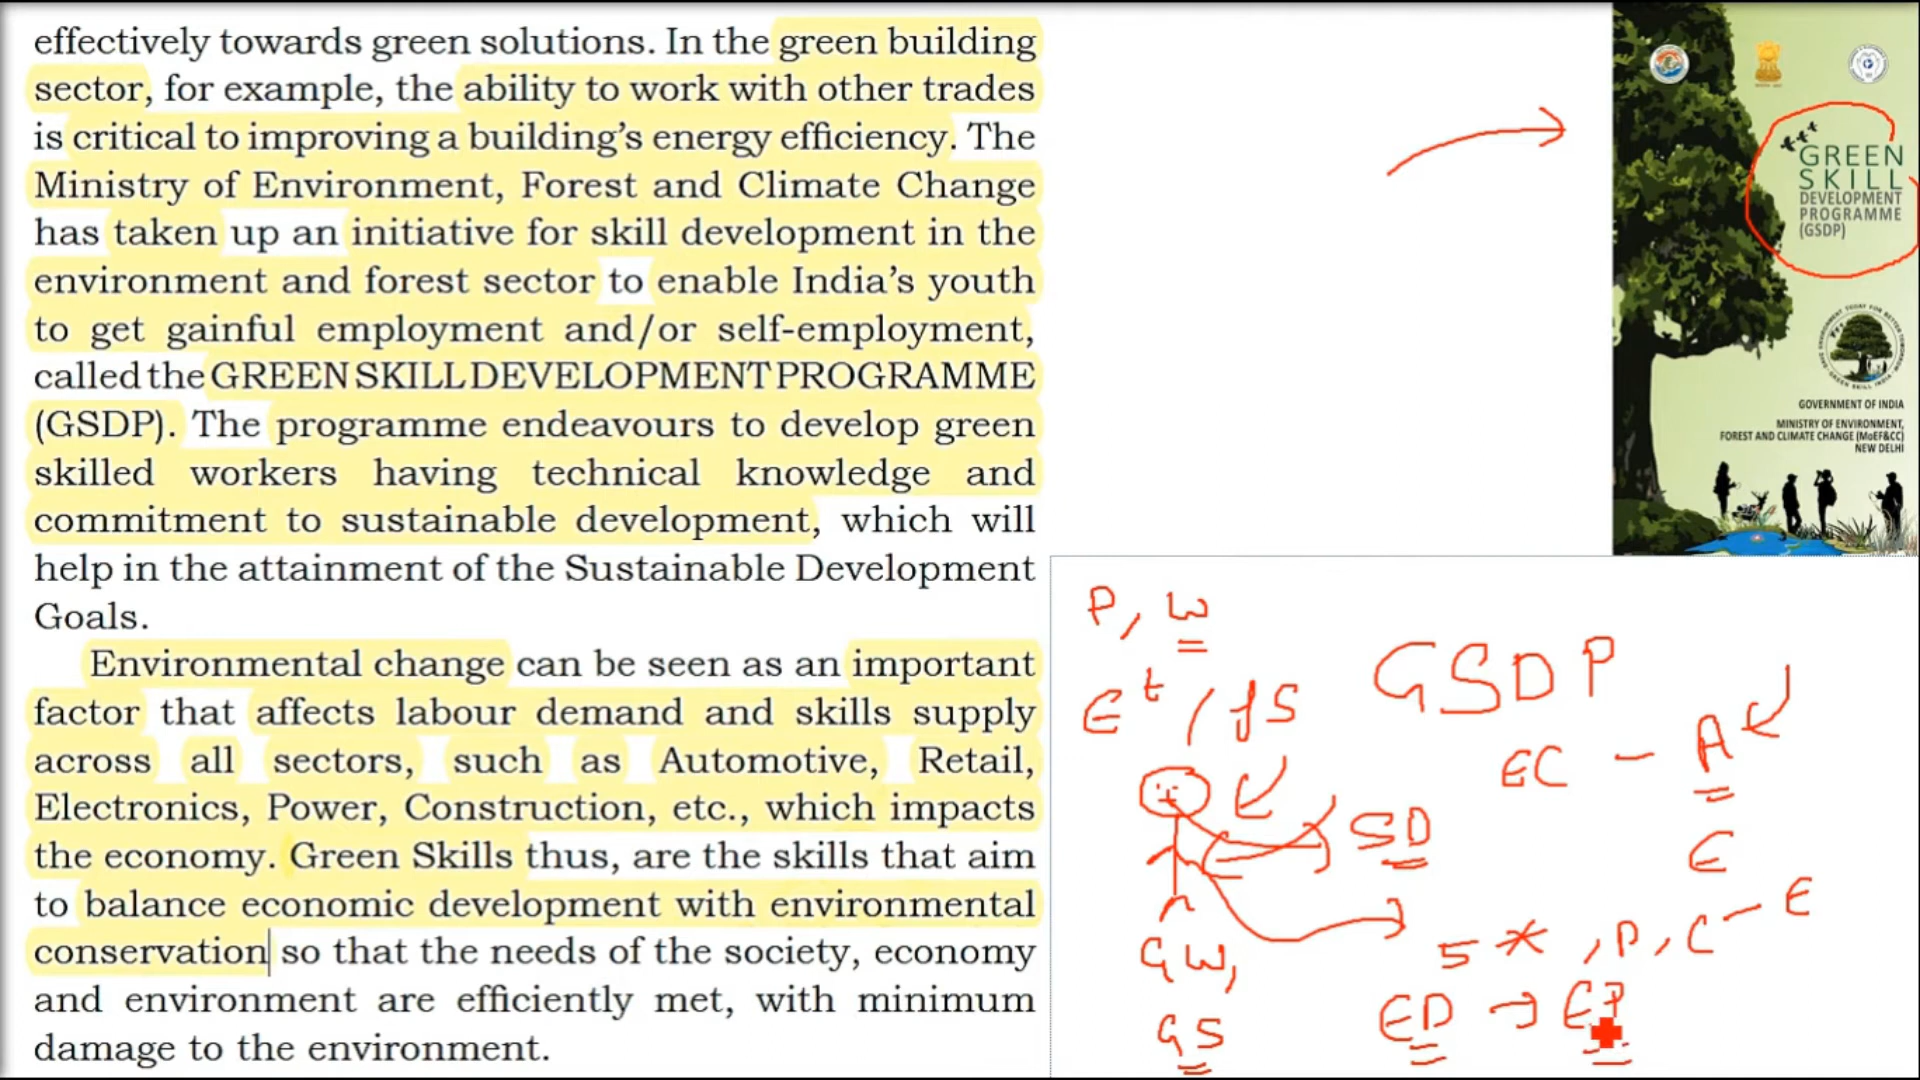 effectively towards green solutions. In the green building
sector, for example, the ability to work with other trades
is critical to improving a building's energy efficiency. The
Ministry of Environment, Forest and Climate Change
has taken up an initiative for skill development in the
environment and forest sector to enable India's youth
to get gainful employment and/or self-employment,
called the GREEN SKILL DEVELOPMENT PROGRAMME
(GSDP). The programme endeavours to develop green
skilled workers having technical knowledge and
commitment to sustainable development, which will
help in the attainment of the Sustainable Development
Goals.
Environmental change can be seen as an important
factor that affects labour demand and skills supply
across all sectors, such as Automotive, Retail,
Electronics, Power, Construction, etc., which impacts
the economy. Green Skills thus, are the skills that aim
to balance economic development with environmental
conservation so that the needs of the society, economy
and environment are efficiently met, with minimum
damage to the environment.
GREEN
SKILL
DEVELOPMENT
PROGRAMME
(GSDP)
GOVERNMENT OF INDIA
MINISTRY OF ENVIRONMENT,
FOREST AND CLIMATE CHANGE (MoEF&CC)
NEW DELHI
P, W
GSDP
EC - A
E
SD
5 * , P, C - E
GW,
GS
ED → EP